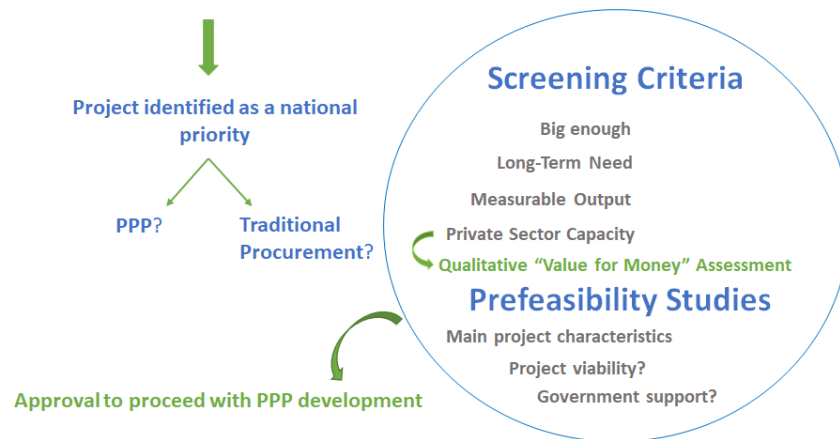 Project identified as a national
priority
PPP?
Traditional
Procurement?
Approval to proceed with PPP development
Screening Criteria
Big enough
Long-Term Need
Measurable Output
Private Sector Capacity
Qualitative “Value for Money” Assessment
Prefeasibility Studies
Main project characteristics
Project viability?
Government support?